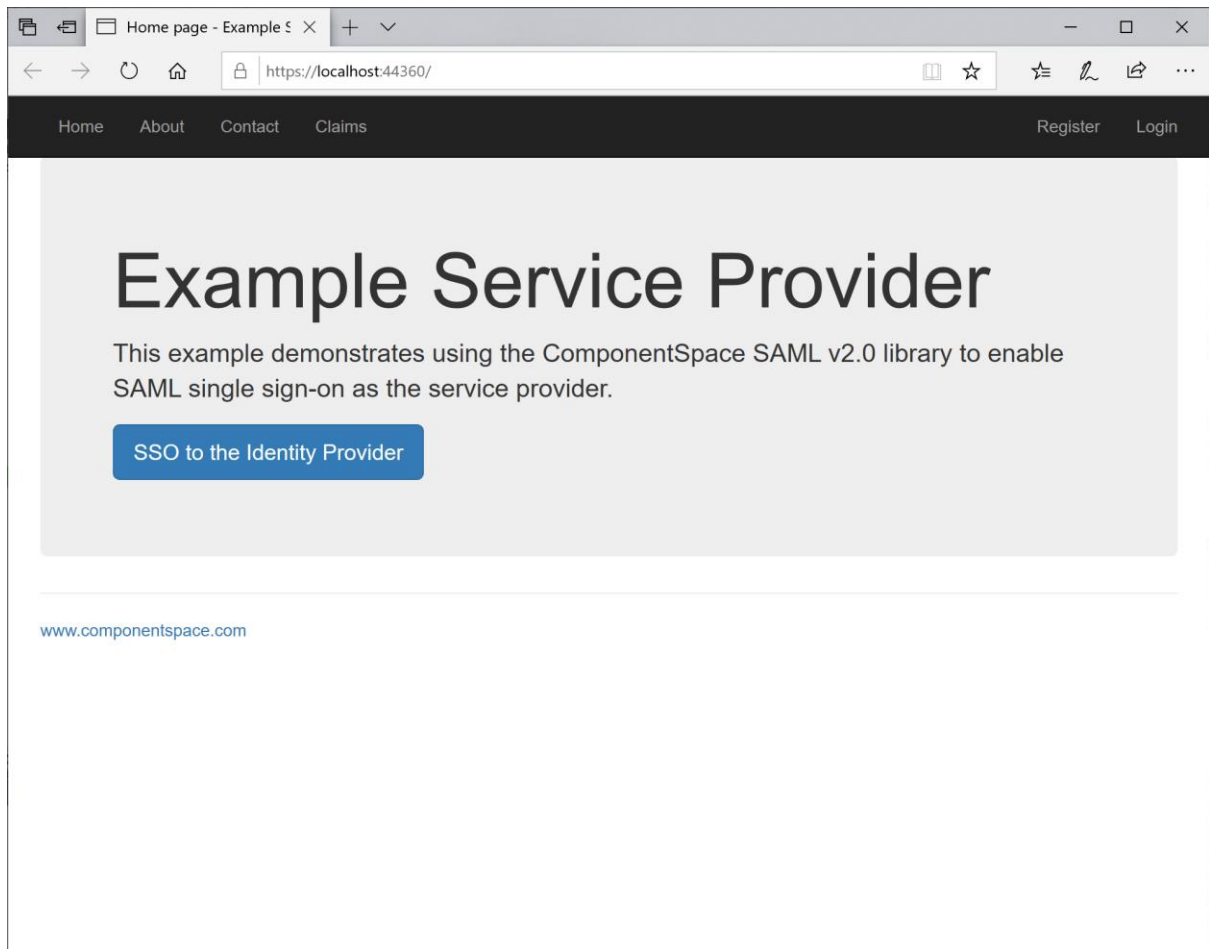 Home page - Example S
https://localhost:44360/
Home About Contact Claims Register Login
Example Service Provider
This example demonstrates using the ComponentSpace SAML v2.0 library to enable
SAML single sign-on as the service provider.
SSO to the Identity Provider
www.componentspace.com